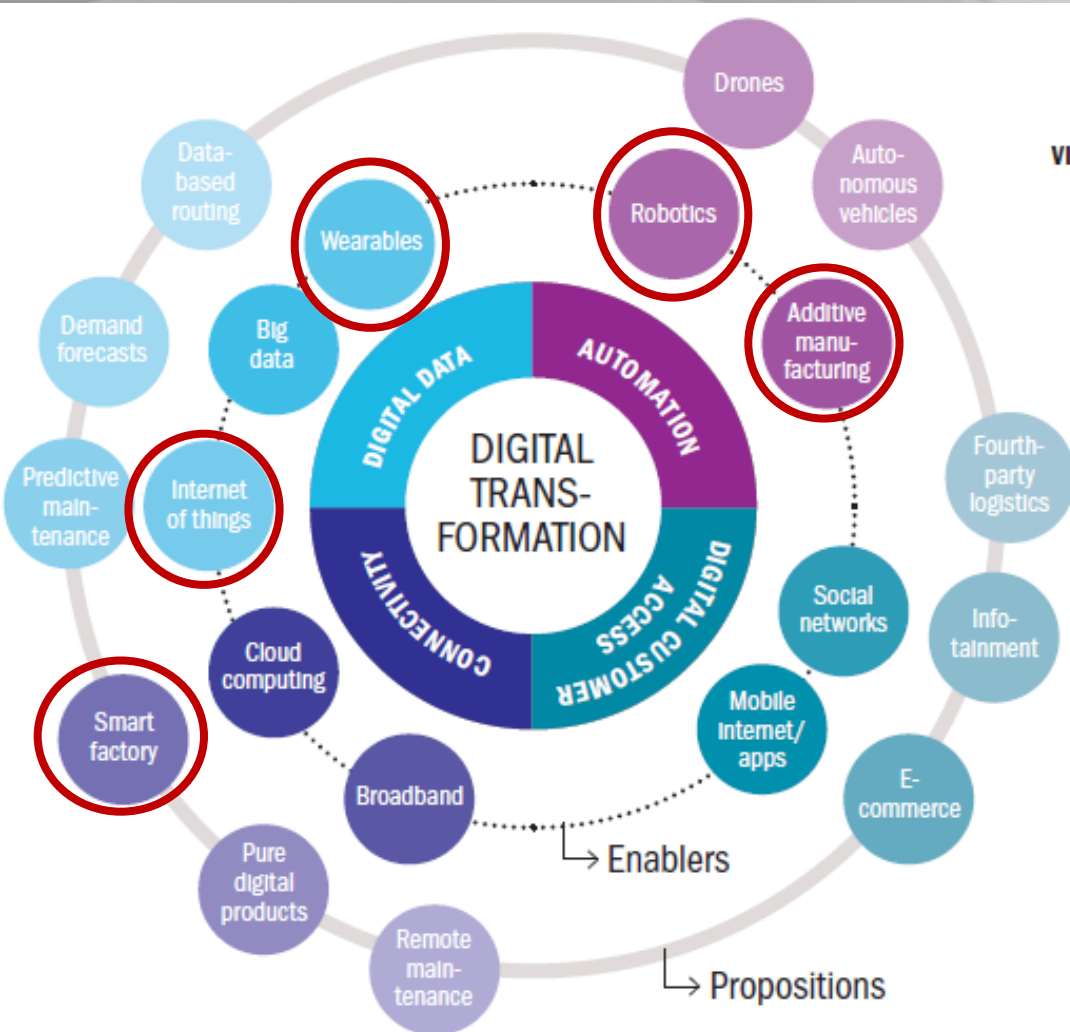 Drones
VI
Auto-
nomous
vehicles
Data-
based
routing
Robotics
Wearables
Additive
manu-
facturing
Big
data
Demand
forecasts
DIGITAL DATA
AUTOMATION
DIGITAL
TRANS-
FORMATION
Fourth-
party
logistics
Predictive
main-
tenance
Internet
of things
CONNECTIVITY
DIGITAL CUSTOMER
ACCESS
Social
networks
Info-
tainment
Cloud
computing
Smart
factory
Mobile
Internet/
apps
Broadband
E-
commerce
Enablers
Pure
digital
products
Remote
main-
tenance
Propositions